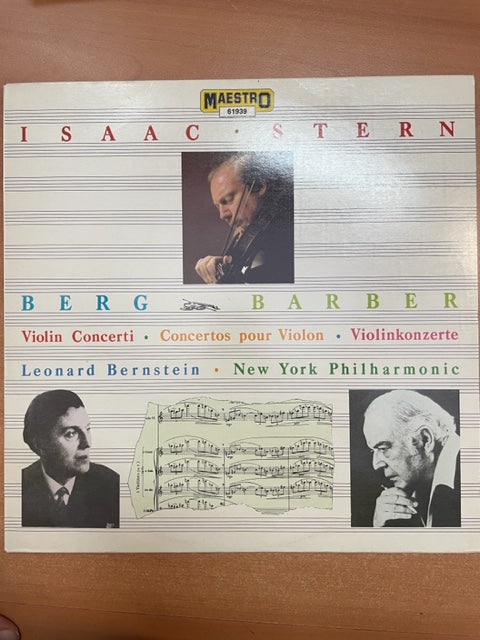 MAESTRO
61939
ISAAC · STERN
BERG BARBER
Violin Concerti · Concertos pour Violon · Violinkonzerte
Leonard Bernstein · New York Philharmonic